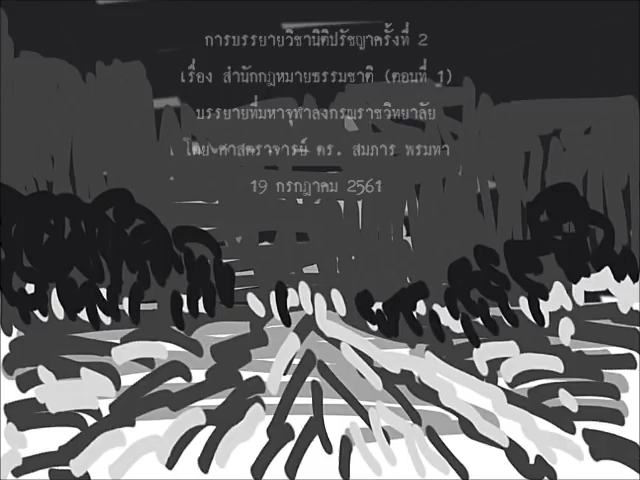 การบรรยายวิชานิติปรัชญาครั้งที่ 2
เรื่อง สำนักกฎหมายธรรมชาติ (ตอนที่ 1)
บรรยายที่มหาจุฬาลงกรณราชวิทยาลัย
โดย ศาสตราจารย์ ดร. สมภาร พรมทา
19 กรกฎาคม 2561